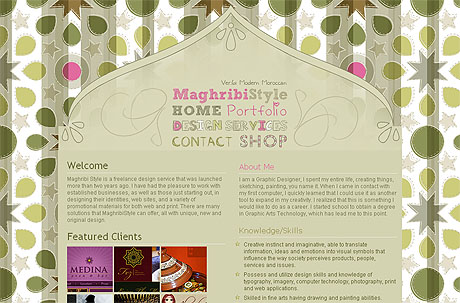 Very Modern Moroccan
MaghribiStyle
HOME Portfolio
DESIGN SERVICES
CONTACT SHOP
Welcome
Maghribi Style is a freelance design service that was launched
more than two years ago. I have had the pleasure to work with
established businesses, as well as those just starting out, in
designing their identities, web sites, and a variety of
promotional materials for both web and print. There are many
solutions that MaghribiStyle can offer, all with unique, new and
original design.
Featured Clients
MEDINA
Fez
About Me
I am a Graphic Designer, I spent my entire life, creating things,
sketching, painting, you name it. When I came in contact with
my first computer, I quickly learned that I could use it as another
tool to expand in my creativity. I realized that this is something I
would like to do as a career. I started school to obtain a degree
in Graphic Arts Technology, which has lead me to this point.
Knowledge/Skills
Creative instinct and imaginative, able to translate
information, ideas and emotions into visual symbols that
influence the way society perceives products, people,
services and issues.
Possess and utilize design skills and knowledge of
typography, imagery, computer technology, photography, print
and web applications.
Skilled in fine arts having drawing and painting abilities.